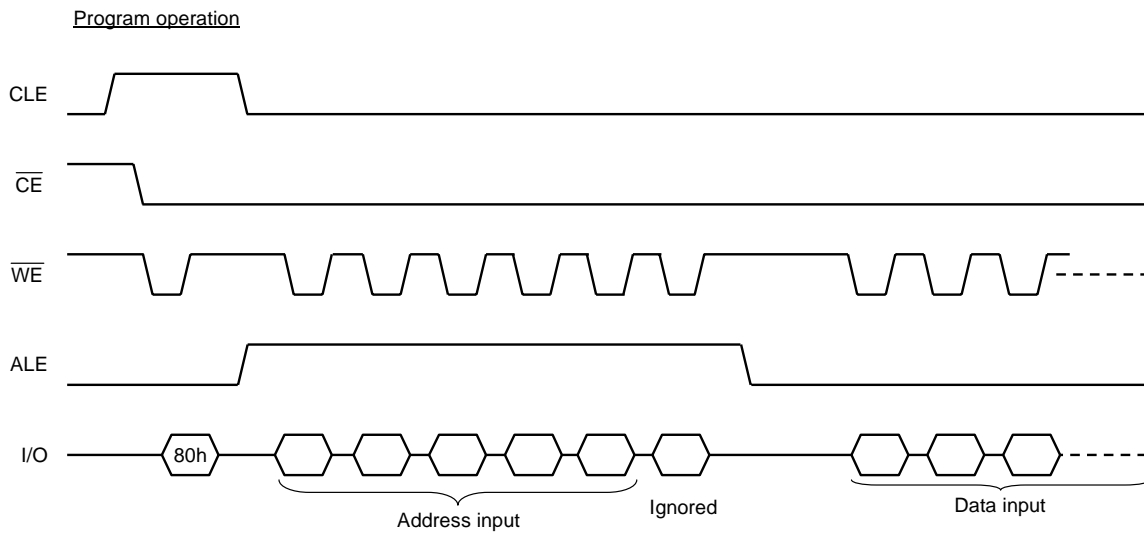 Program operation
CLE
CE
WE
ALE
I/O
80h
Address input
Ignored
Data input